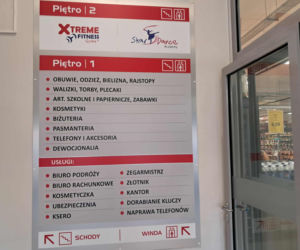 Piętro | 2
XTREME
FITNESS
Step Dance
Piętro | 1
OBUWIE, ODZIEŻ, BIELIZNA, RAJSTOPY
WALIZKI, TORBY, PLECAKI
ART. SZKOLNE I PAPIERNICZE, ZABAWKI
KOSMETYKI
BIŻUTERIA
PASMANTERIA
TELEFONY I AKCESORIA
DEWOCJONALIA
USŁUGI:
BIURO PODRÓŻY
BIURO RACHUNKOWE
KOSMETYCZKA
UBEZPIECZENIA
KSERO
ZEGARMISTRZ
ZŁOTNIK
KANTOR
DORABIANIE KLUCZY
NAPRAWA TELEFONÓW
SCHODY
WINDA